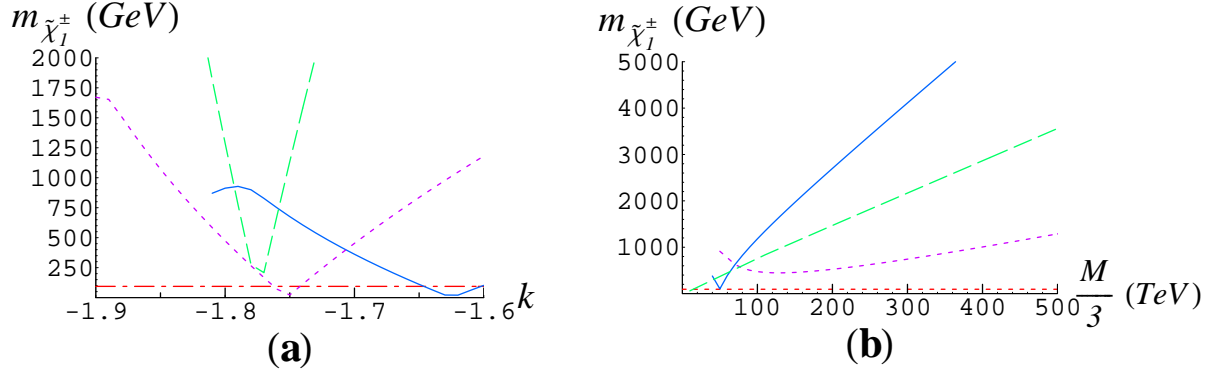 m_{\tilde{\chi}_1^±} (GeV)
2000
1750
1500
1250
1000
750
500
250
-1.9 -1.8 -1.7 -1.6 k
(a)
m_{\tilde{\chi}_1^±} (GeV)
5000
4000
3000
2000
1000
100 200 300 400 500 M/3 (TeV)
(b)